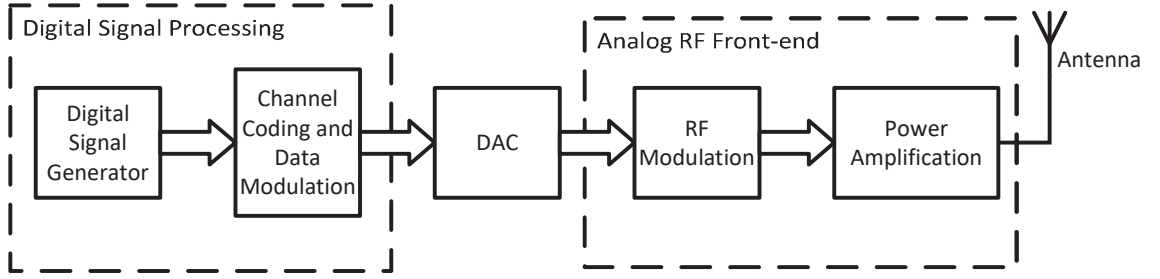 Digital Signal Processing
Digital
Signal
Generator
Channel
Coding and
Data
Modulation
DAC
Analog RF Front-end
RF
Modulation
Power
Amplification
Antenna